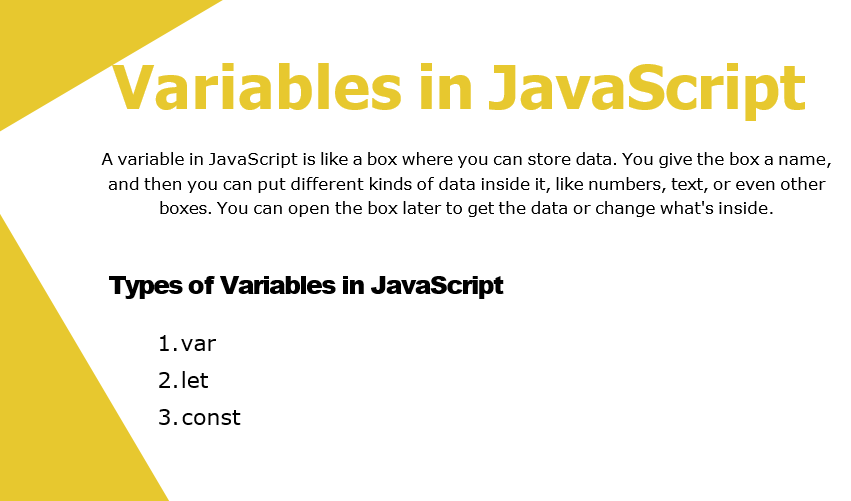 Variables in JavaScript
A variable in JavaScript is like a box where you can store data. You give the box a name,
and then you can put different kinds of data inside it, like numbers, text, or even other
boxes. You can open the box later to get the data or change what's inside.
Types of Variables in JavaScript
1.var
2.let
3.const